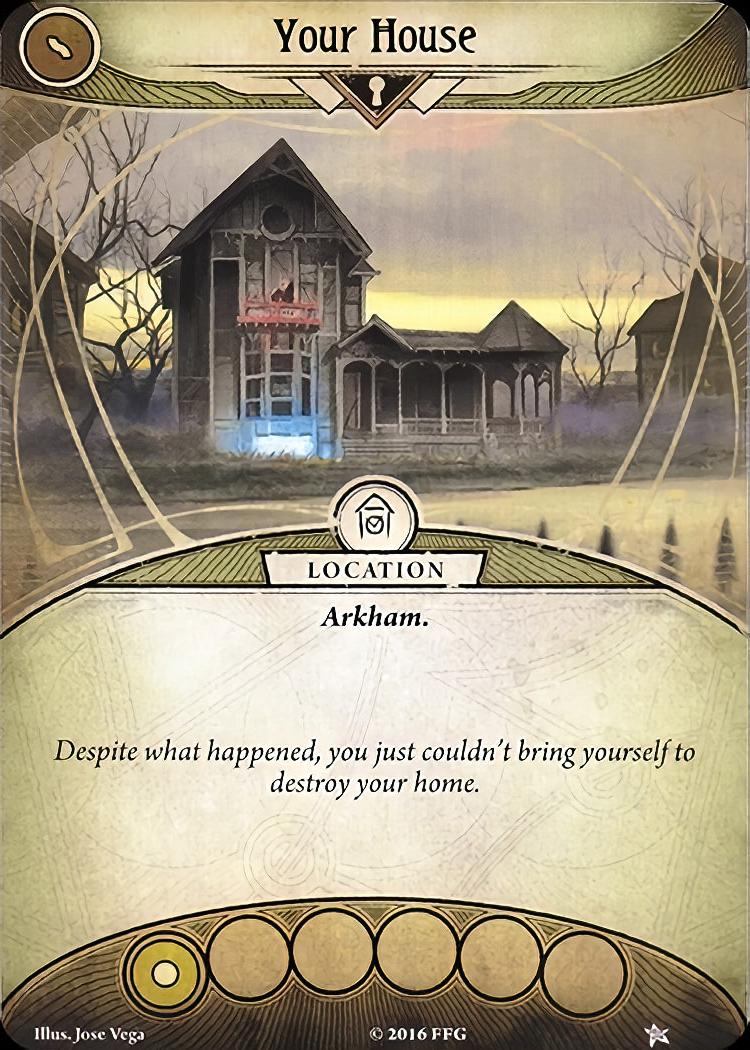 Your House
LOCATION
Arkham.
Despite what happened, you just couldn't bring yourself to
destroy your home.
Illus. Jose Vega
© 2016 FFG